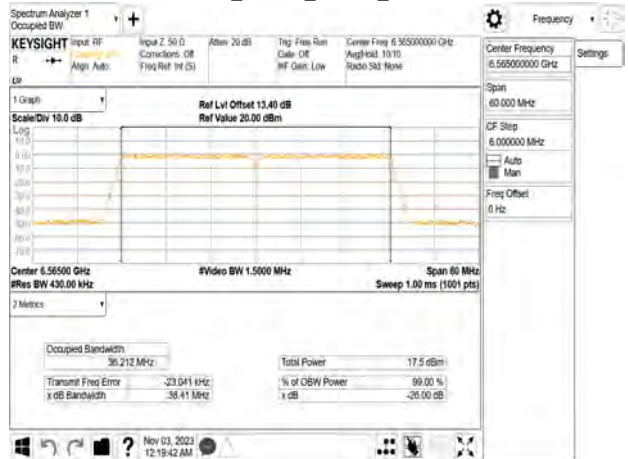 Spectrum Analyzer 1
Occupied BW
Frequency
KEYSIGHT
Input: RF
Align: Auto
Input Z: 50 Ω
Corrections: Off
Freq Ref: Int (S)
Atten: 20 dB
Trig: Free Run
Gate: Off
#IF Gain: Low
Center Freq: 6.565000000 GHz
Avg|Hold: 10/10
Radio Std: None
R
Center Frequency
6.565000000 GHz
Settings
Span
60.000 MHz
CF Step
6.000000 MHz
Auto
Man
Freq Offset
0 Hz
1 Graph
Scale/Div 10.0 dB
Ref Lvl Offset 13.40 dB
Ref Value 20.00 dBm
Log
Center 6.56500 GHz
#Res BW 430.00 kHz
#Video BW 1.5000 MHz
Span 60 MHz
Sweep 1.00 ms (1001 pts)
2 Metrics
Occupied Bandwidth
36.212 MHz
Total Power
17.5 dBm
Transmit Freq Error
-23.041 kHz
% of OBW Power
99.00 %
x dB Bandwidth
38.41 MHz
x dB
-26.00 dB
?
Nov 03, 2023
12:19:42 AM